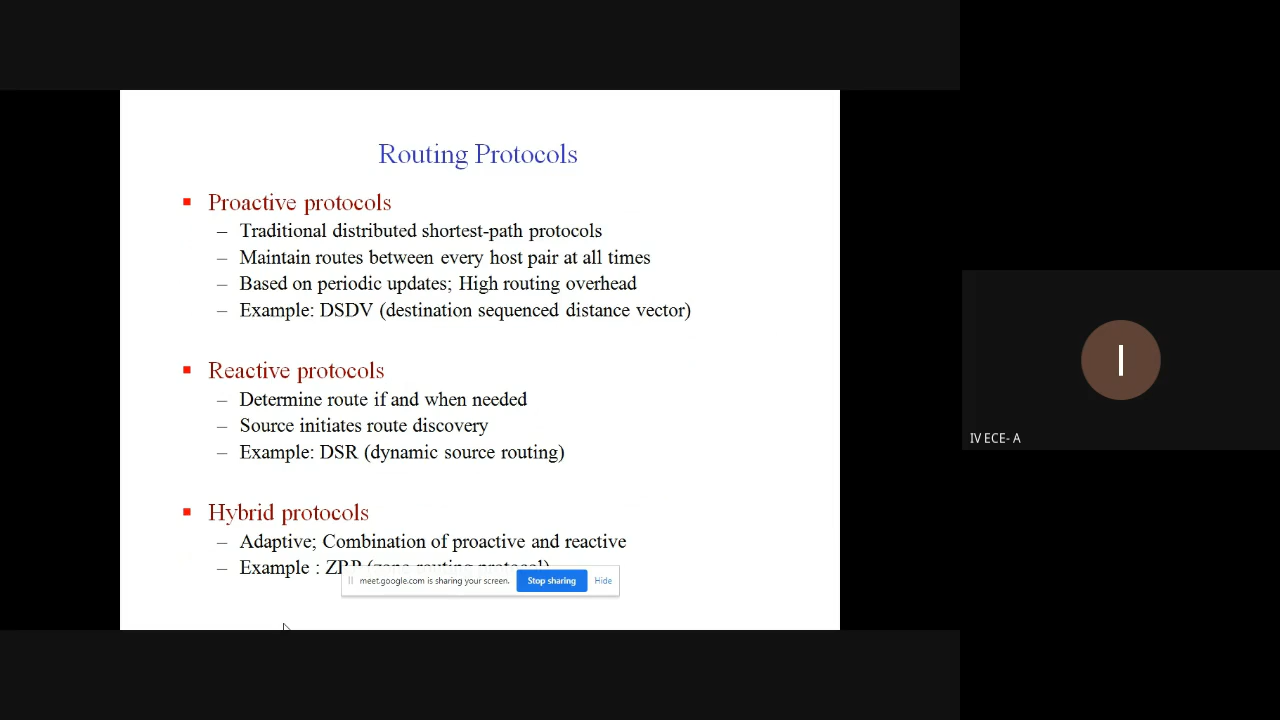 Routing Protocols
▪ Proactive protocols
– Traditional distributed shortest-path protocols
– Maintain routes between every host pair at all times
– Based on periodic updates; High routing overhead
– Example: DSDV (destination sequenced distance vector)
▪ Reactive protocols
– Determine route if and when needed
– Source initiates route discovery
– Example: DSR (dynamic source routing)
▪ Hybrid protocols
– Adaptive; Combination of proactive and reactive
– Example : ZRP (zone routing protocol)
meet.google.com is sharing your screen. Stop sharing Hide
I
IV ECE- A